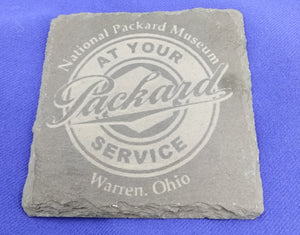 National Packard Museum
AT YOUR
Packard
SERVICE
Warren, Ohio